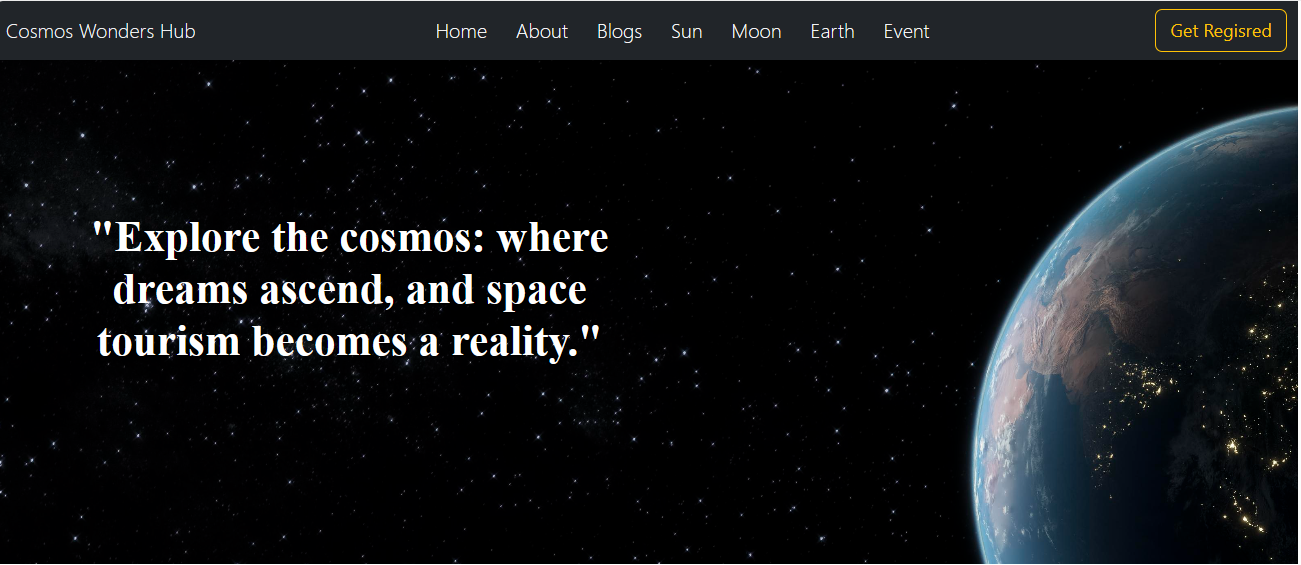 Cosmos Wonders Hub Home About Blogs Sun Moon Earth Event Get Regisred
"Explore the cosmos: where
dreams ascend, and space
tourism becomes a reality."